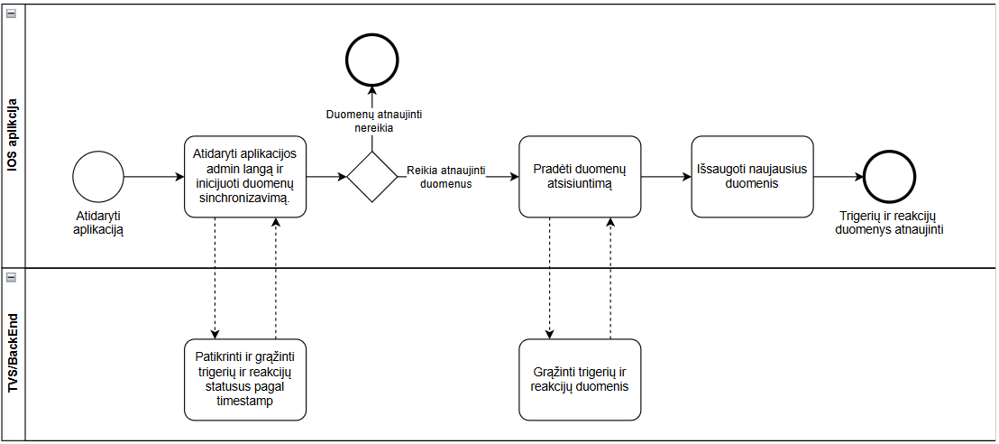 IOS aplikcija
Atidaryti
aplikaciją
Atidaryti aplikacijos
admin langą ir
inicijuoti duomenų
sinchronizavimą.
Duomenų atnaujinti
nereikia
Reikia atnaujinti
duomenus
Pradėti duomenų
atsisiuntimą
Išsaugoti naujausius
duomenis
Trigerių ir reakcijų
duomenys atnaujinti
TVS/BackEnd
Patikrinti ir grąžinti
trigerių ir reakcijų
statusus pagal
timestamp
Grąžinti trigerių ir
reakcijų duomenis